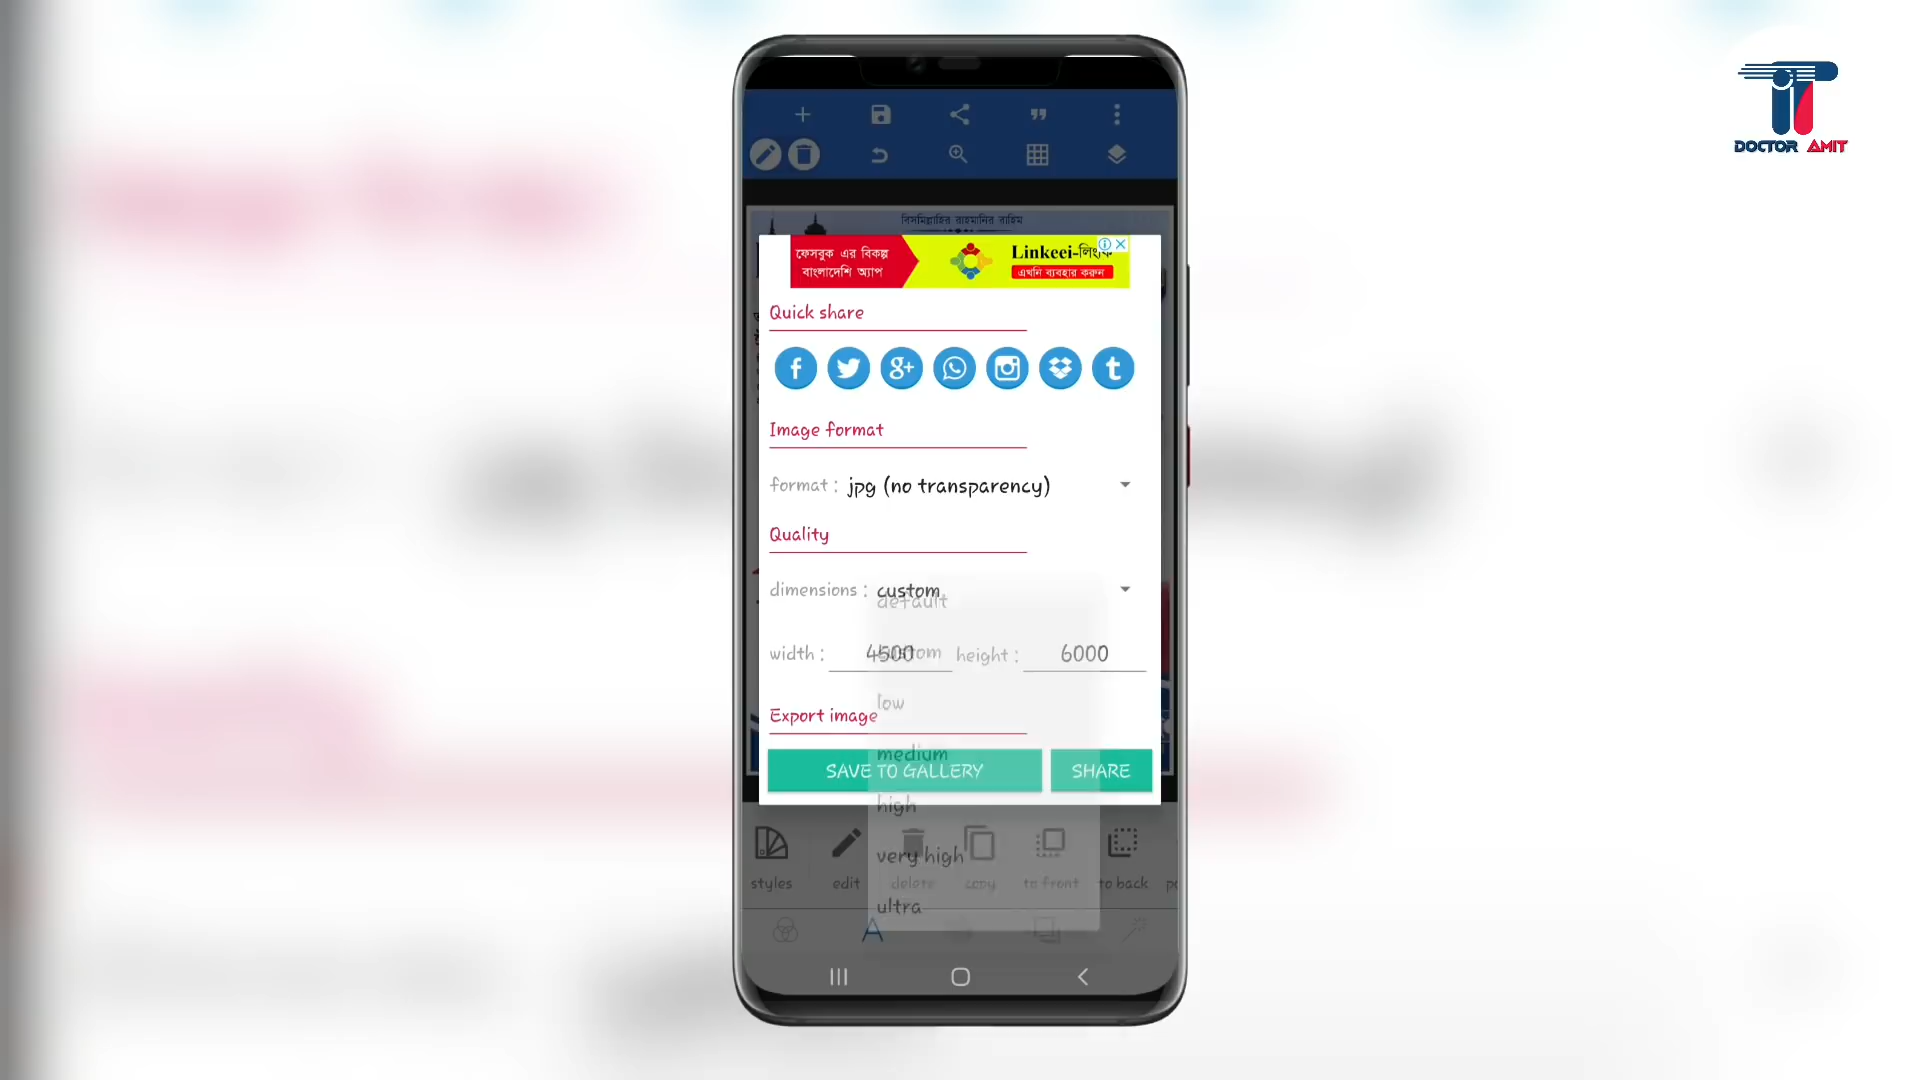 DOCTOR AMIT
বিসমিল্লাহির রাহমানির রাহিম
ফেসবুক এর বিকল্প
বাংলাদেশি অ্যাপ
Linkeei-লিংকি
এখনি ব্যবহার করুন
Quick share
Image format
format : jpg (no transparency)
Quality
dimensions : custom
default
width : 4500 height : 6000
custom
low
Export image
medium
SAVE TO GALLERY SHARE
high
very high
styles edit delete copy to front to back
ultra